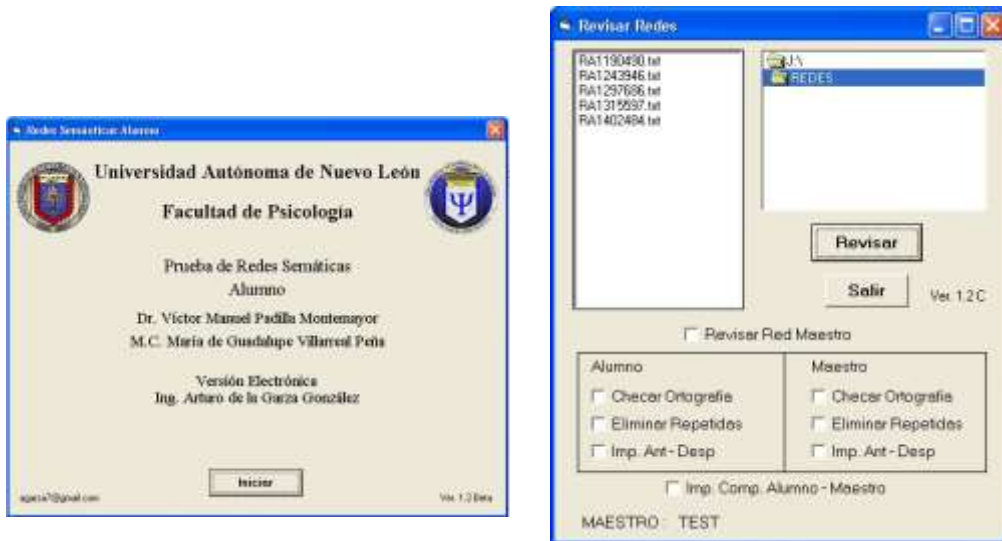 Redes Semánticas Alumno
Universidad Autónoma de Nuevo León
Facultad de Psicología
Prueba de Redes Semáticas
Alumno
Dr. Víctor Manuel Padilla Montemayor
M.C. María de Guadalupe Villarreal Peña
Versión Electrónica
Ing. Arturo de la Garza González
Iniciar
Ver. 1.2 Beta
Revisar Redes
RA1190490.txt
RA1243946.txt
RA1297686.txt
RA1315597.txt
RA1402484.txt
J:\
REDES
Revisar
Salir
Ver. 1.2 C
Revisar Red Maestro
Alumno
Checar Ortografia
Eliminar Repetidas
Imp. Ant - Desp
Maestro
Checar Ortografia
Eliminar Repetidas
Imp. Ant - Desp
Imp. Comp. Alumno - Maestro
MAESTRO : TEST